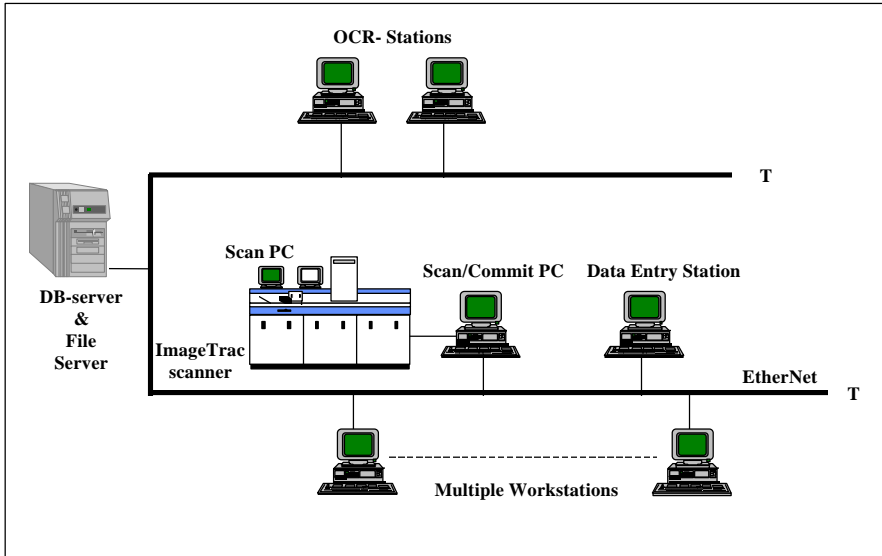 OCR- Stations
T
Scan PC
Scan/Commit PC
Data Entry Station
DB-server
&
File
Server
ImageTrac
scanner
EtherNet
T
Multiple Workstations